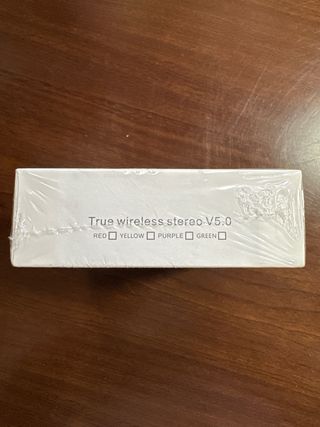 True wireless stereo V5.0
RED☐ YELLOW☐ PURPLE☐ GREEN☐